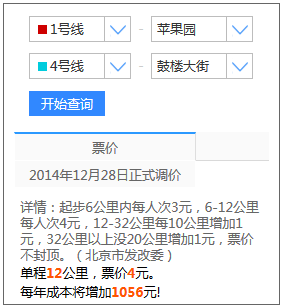 1号线 - 苹果园
4号线 - 鼓楼大街
开始查询
票价
2014年12月28日正式调价
详情：起步6公里内每人次3元，6-12公里
每人次4元，12-32公里每10公里增加1
元，32公里以上没20公里增加1元，票价
不封顶。（北京市发改委）
单程12公里，票价4元。
每年成本将增加1056元!